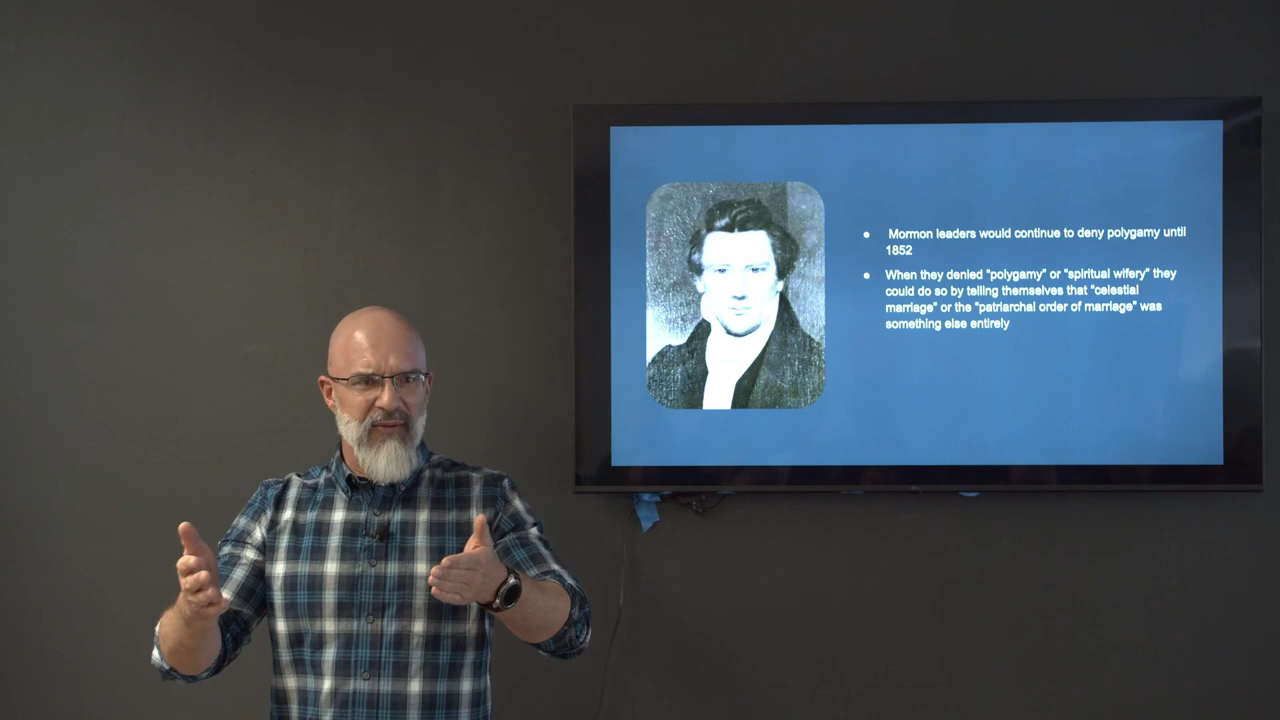 ● Mormon leaders would continue to deny polygamy until
1852
● When they denied "polygamy" or "spiritual wifery" they
could do so by telling themselves that "celestial
marriage" or the "patriarchal order of marriage" was
something else entirely